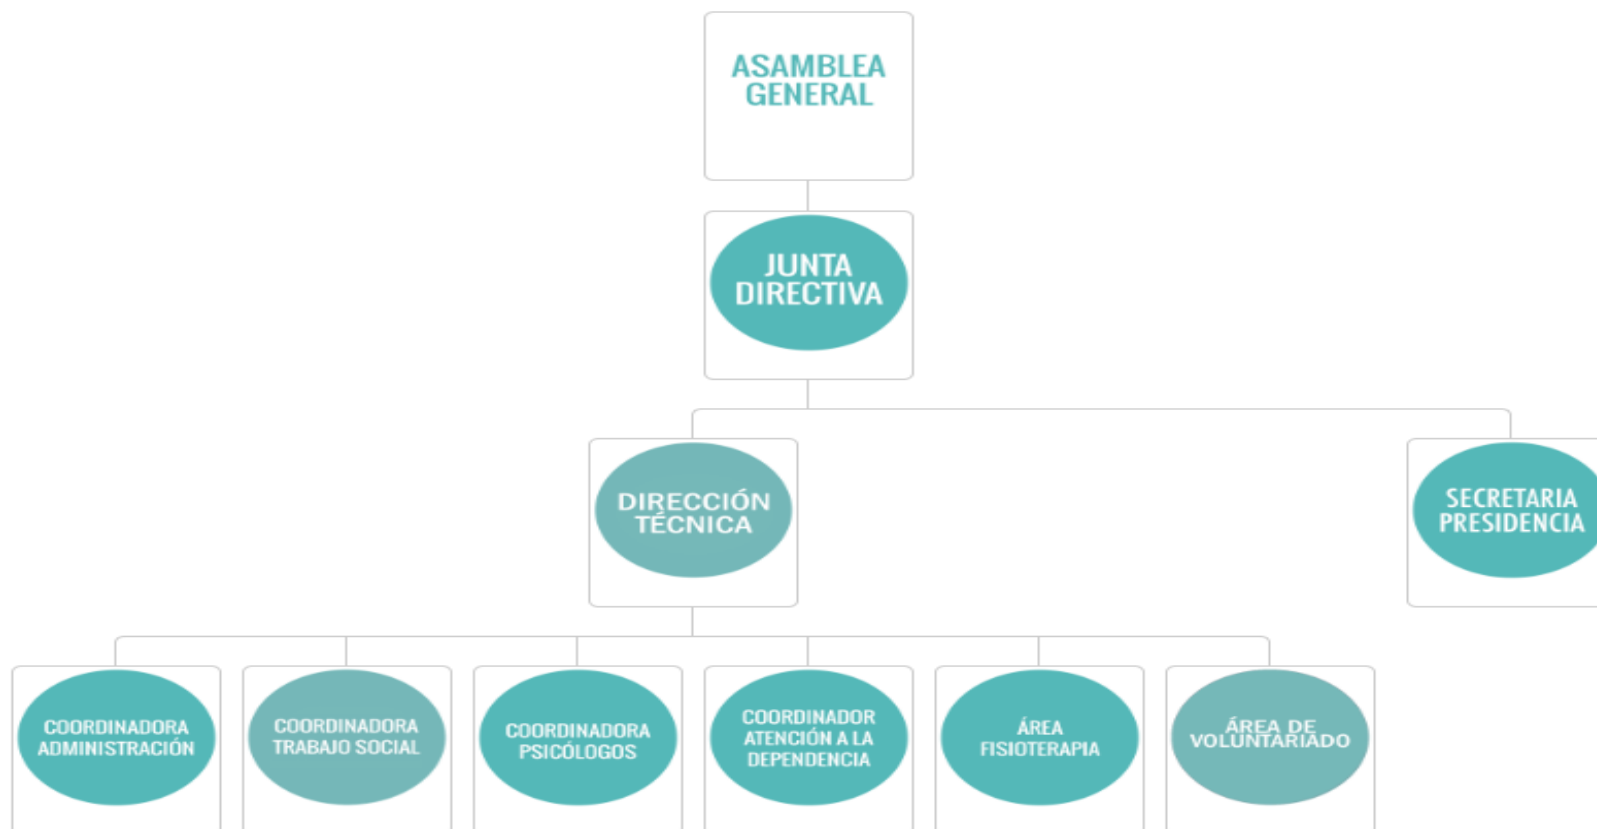 ASAMBLEA
GENERAL
JUNTA
DIRECTIVA
DIRECCIÓN
TÉCNICA
SECRETARIA
PRESIDENCIA
COORDINADORA
ADMINISTRACIÓN
COORDINADORA
TRABAJO SOCIAL
COORDINADORA
PSICÓLOGOS
COORDINADOR
ATENCIÓN A LA
DEPENDENCIA
ÁREA
FISIOTERAPIA
ÁREA DE
VOLUNTARIADO